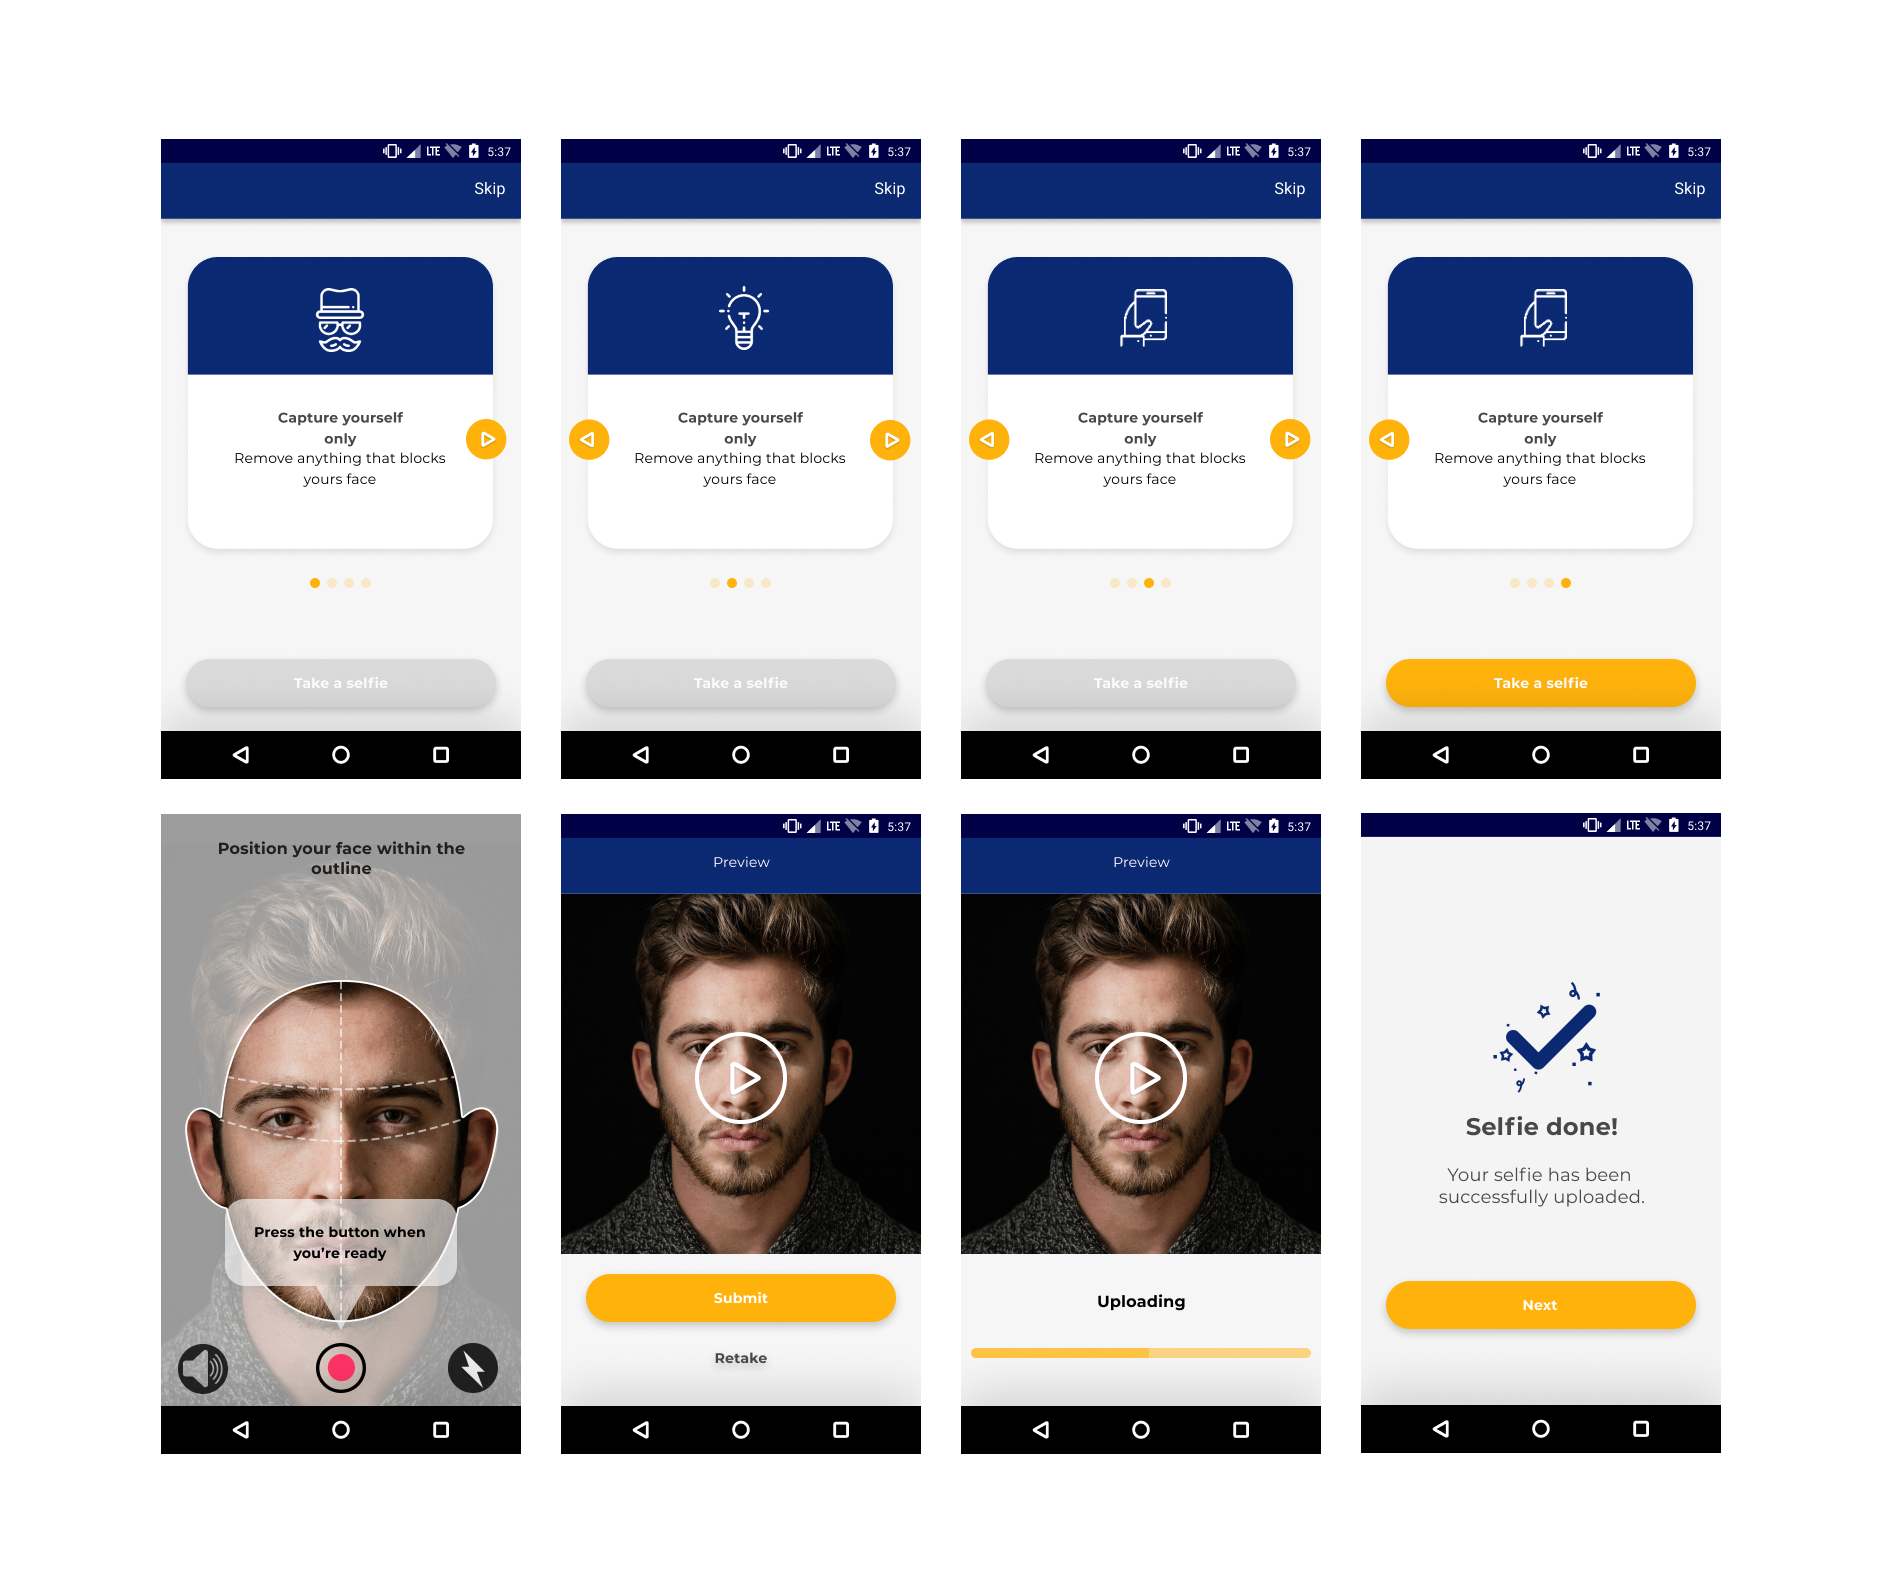 LTE 5:37
Skip
Capture yourself
only
Remove anything that blocks
yours face
Take a selfie
LTE 5:37
Skip
Capture yourself
only
Remove anything that blocks
yours face
Take a selfie
LTE 5:37
Skip
Capture yourself
only
Remove anything that blocks
yours face
Take a selfie
LTE 5:37
Skip
Capture yourself
only
Remove anything that blocks
yours face
Take a selfie
Position your face within the
outline
Press the button when
you’re ready
LTE 5:37
Preview
Submit
Retake
LTE 5:37
Preview
Uploading
LTE 5:37
Selfie done!
Your selfie has been
successfully uploaded.
Next